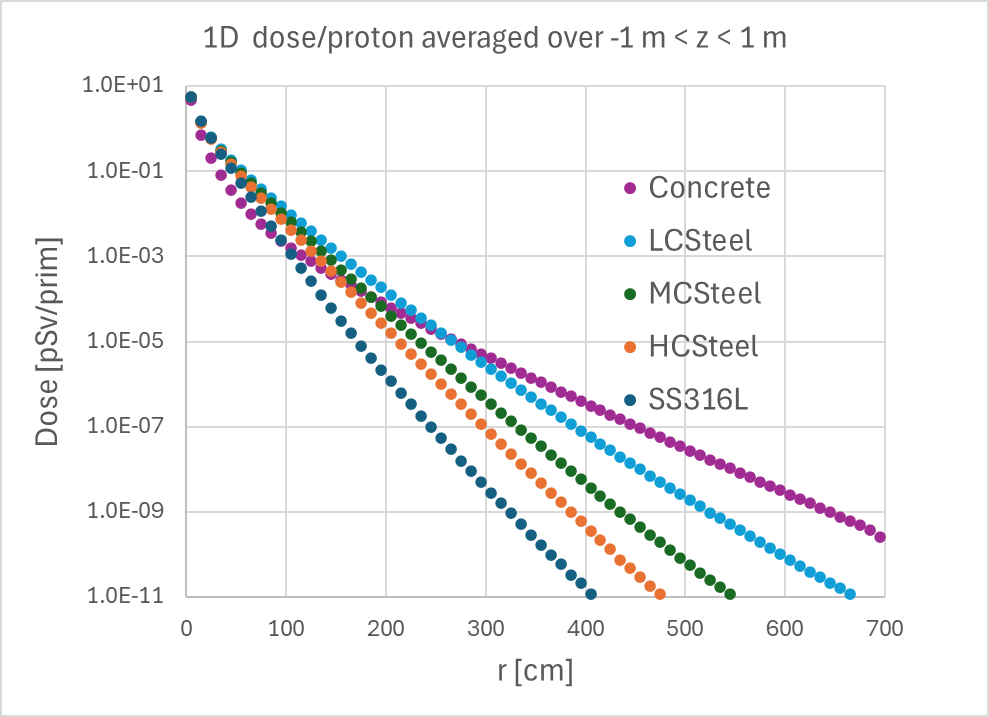 1D  dose/proton averaged over -1 m < z < 1 m
1.0E+01
1.0E-01
1.0E-03
1.0E-05
1.0E-07
1.0E-09
1.0E-11
Dose [pSv/prim]
Concrete
LCSteel
MCSteel
HCSteel
SS316L
0 100 200 300 400 500 600 700
r [cm]